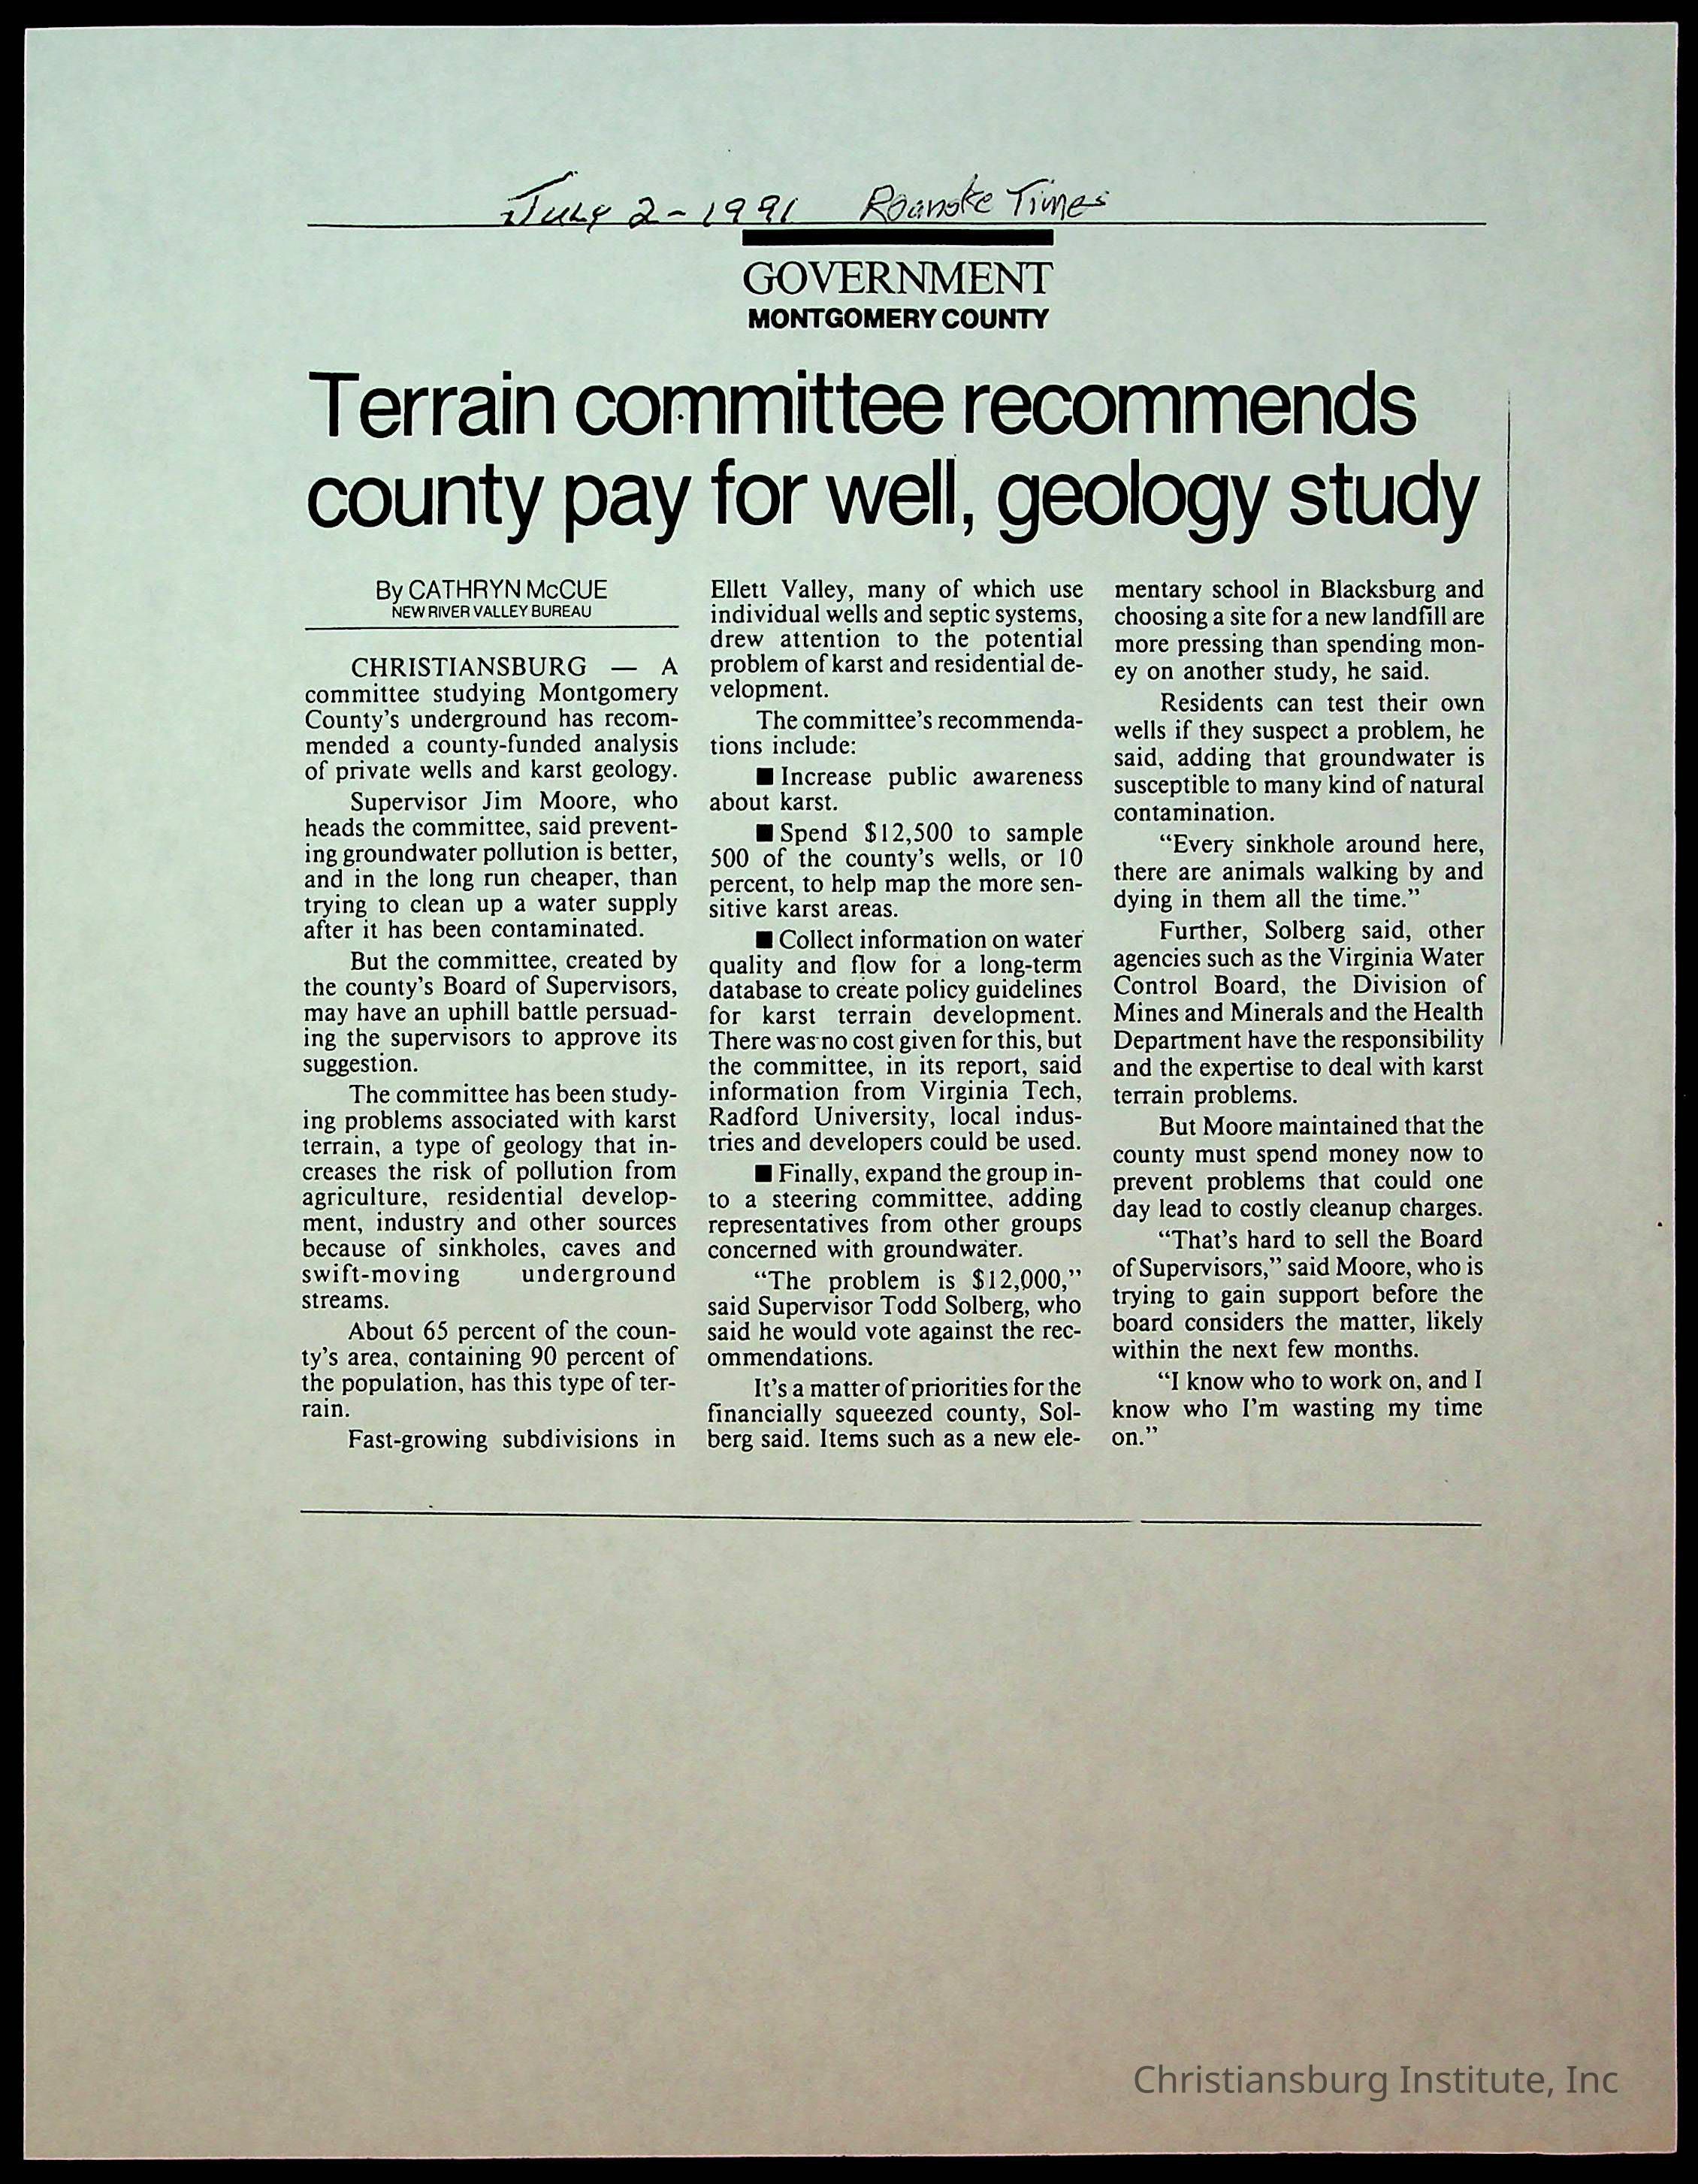 July 2-1991 Roanoke Times
GOVERNMENT
MONTGOMERY COUNTY
Terrain committee recommends
county pay for well, geology study
By CATHRYN McCUE
NEW RIVER VALLEY BUREAU
CHRISTIANSBURG — A
committee studying Montgomery
County's underground has recom-
mended a county-funded analysis
of private wells and karst geology.
Supervisor Jim Moore, who
heads the committee, said prevent-
ing groundwater pollution is better,
and in the long run cheaper, than
trying to clean up a water supply
after it has been contaminated.
But the committee, created by
the county's Board of Supervisors,
may have an uphill battle persuad-
ing the supervisors to approve its
suggestion.
The committee has been study-
ing problems associated with karst
terrain, a type of geology that in-
creases the risk of pollution from
agriculture, residential develop-
ment, industry and other sources
because of sinkholes, caves and
swift-moving underground
streams.
About 65 percent of the coun-
ty's area, containing 90 percent of
the population, has this type of ter-
rain.
Fast-growing subdivisions in
Ellett Valley, many of which use
individual wells and septic systems,
drew attention to the potential
problem of karst and residential de-
velopment.
The committee's recommenda-
tions include:
■ Increase public awareness
about karst.
■ Spend $12,500 to sample
500 of the county's wells, or 10
percent, to help map the more sen-
sitive karst areas.
■ Collect information on water
quality and flow for a long-term
database to create policy guidelines
for karst terrain development.
There was no cost given for this, but
the committee, in its report, said
information from Virginia Tech,
Radford University, local indus-
tries and developers could be used.
■ Finally, expand the group in-
to a steering committee, adding
representatives from other groups
concerned with groundwater.
"The problem is $12,000,"
said Supervisor Todd Solberg, who
said he would vote against the rec-
ommendations.
It's a matter of priorities for the
financially squeezed county, Sol-
berg said. Items such as a new ele-
mentary school in Blacksburg and
choosing a site for a new landfill are
more pressing than spending mon-
ey on another study, he said.
Residents can test their own
wells if they suspect a problem, he
said, adding that groundwater is
susceptible to many kind of natural
contamination.
"Every sinkhole around here,
there are animals walking by and
dying in them all the time."
Further, Solberg said, other
agencies such as the Virginia Water
Control Board, the Division of
Mines and Minerals and the Health
Department have the responsibility
and the expertise to deal with karst
terrain problems.
But Moore maintained that the
county must spend money now to
prevent problems that could one
day lead to costly cleanup charges.
"That's hard to sell the Board
of Supervisors," said Moore, who is
trying to gain support before the
board considers the matter, likely
within the next few months.
"I know who to work on, and I
know who I'm wasting my time
on."
Christiansburg Institute, Inc